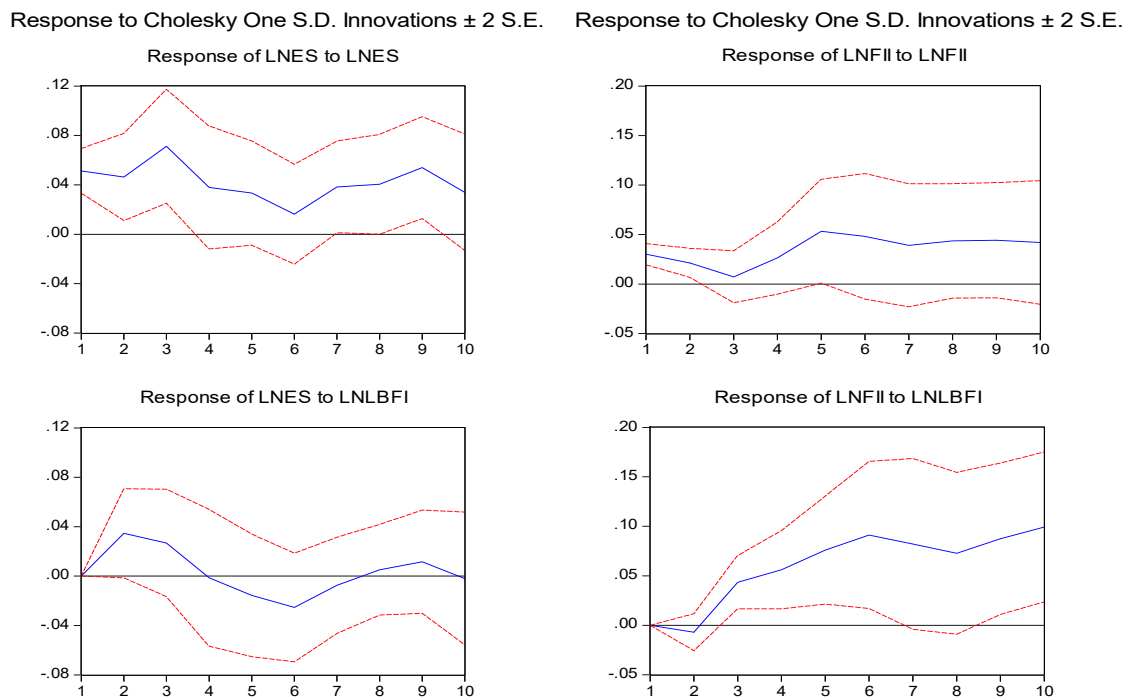 Response to Cholesky One S.D. Innovations ± 2 S.E.
Response of LNES to LNES
.12
.08
.04
.00
-.04
-.08
1 2 3 4 5 6 7 8 9 10
Response of LNES to LNLBFI
.12
.08
.04
.00
-.04
-.08
1 2 3 4 5 6 7 8 9 10
Response to Cholesky One S.D. Innovations ± 2 S.E.
Response of LNFII to LNFII
.20
.15
.10
.05
.00
-.05
1 2 3 4 5 6 7 8 9 10
Response of LNFII to LNLBFI
.20
.15
.10
.05
.00
-.05
1 2 3 4 5 6 7 8 9 10